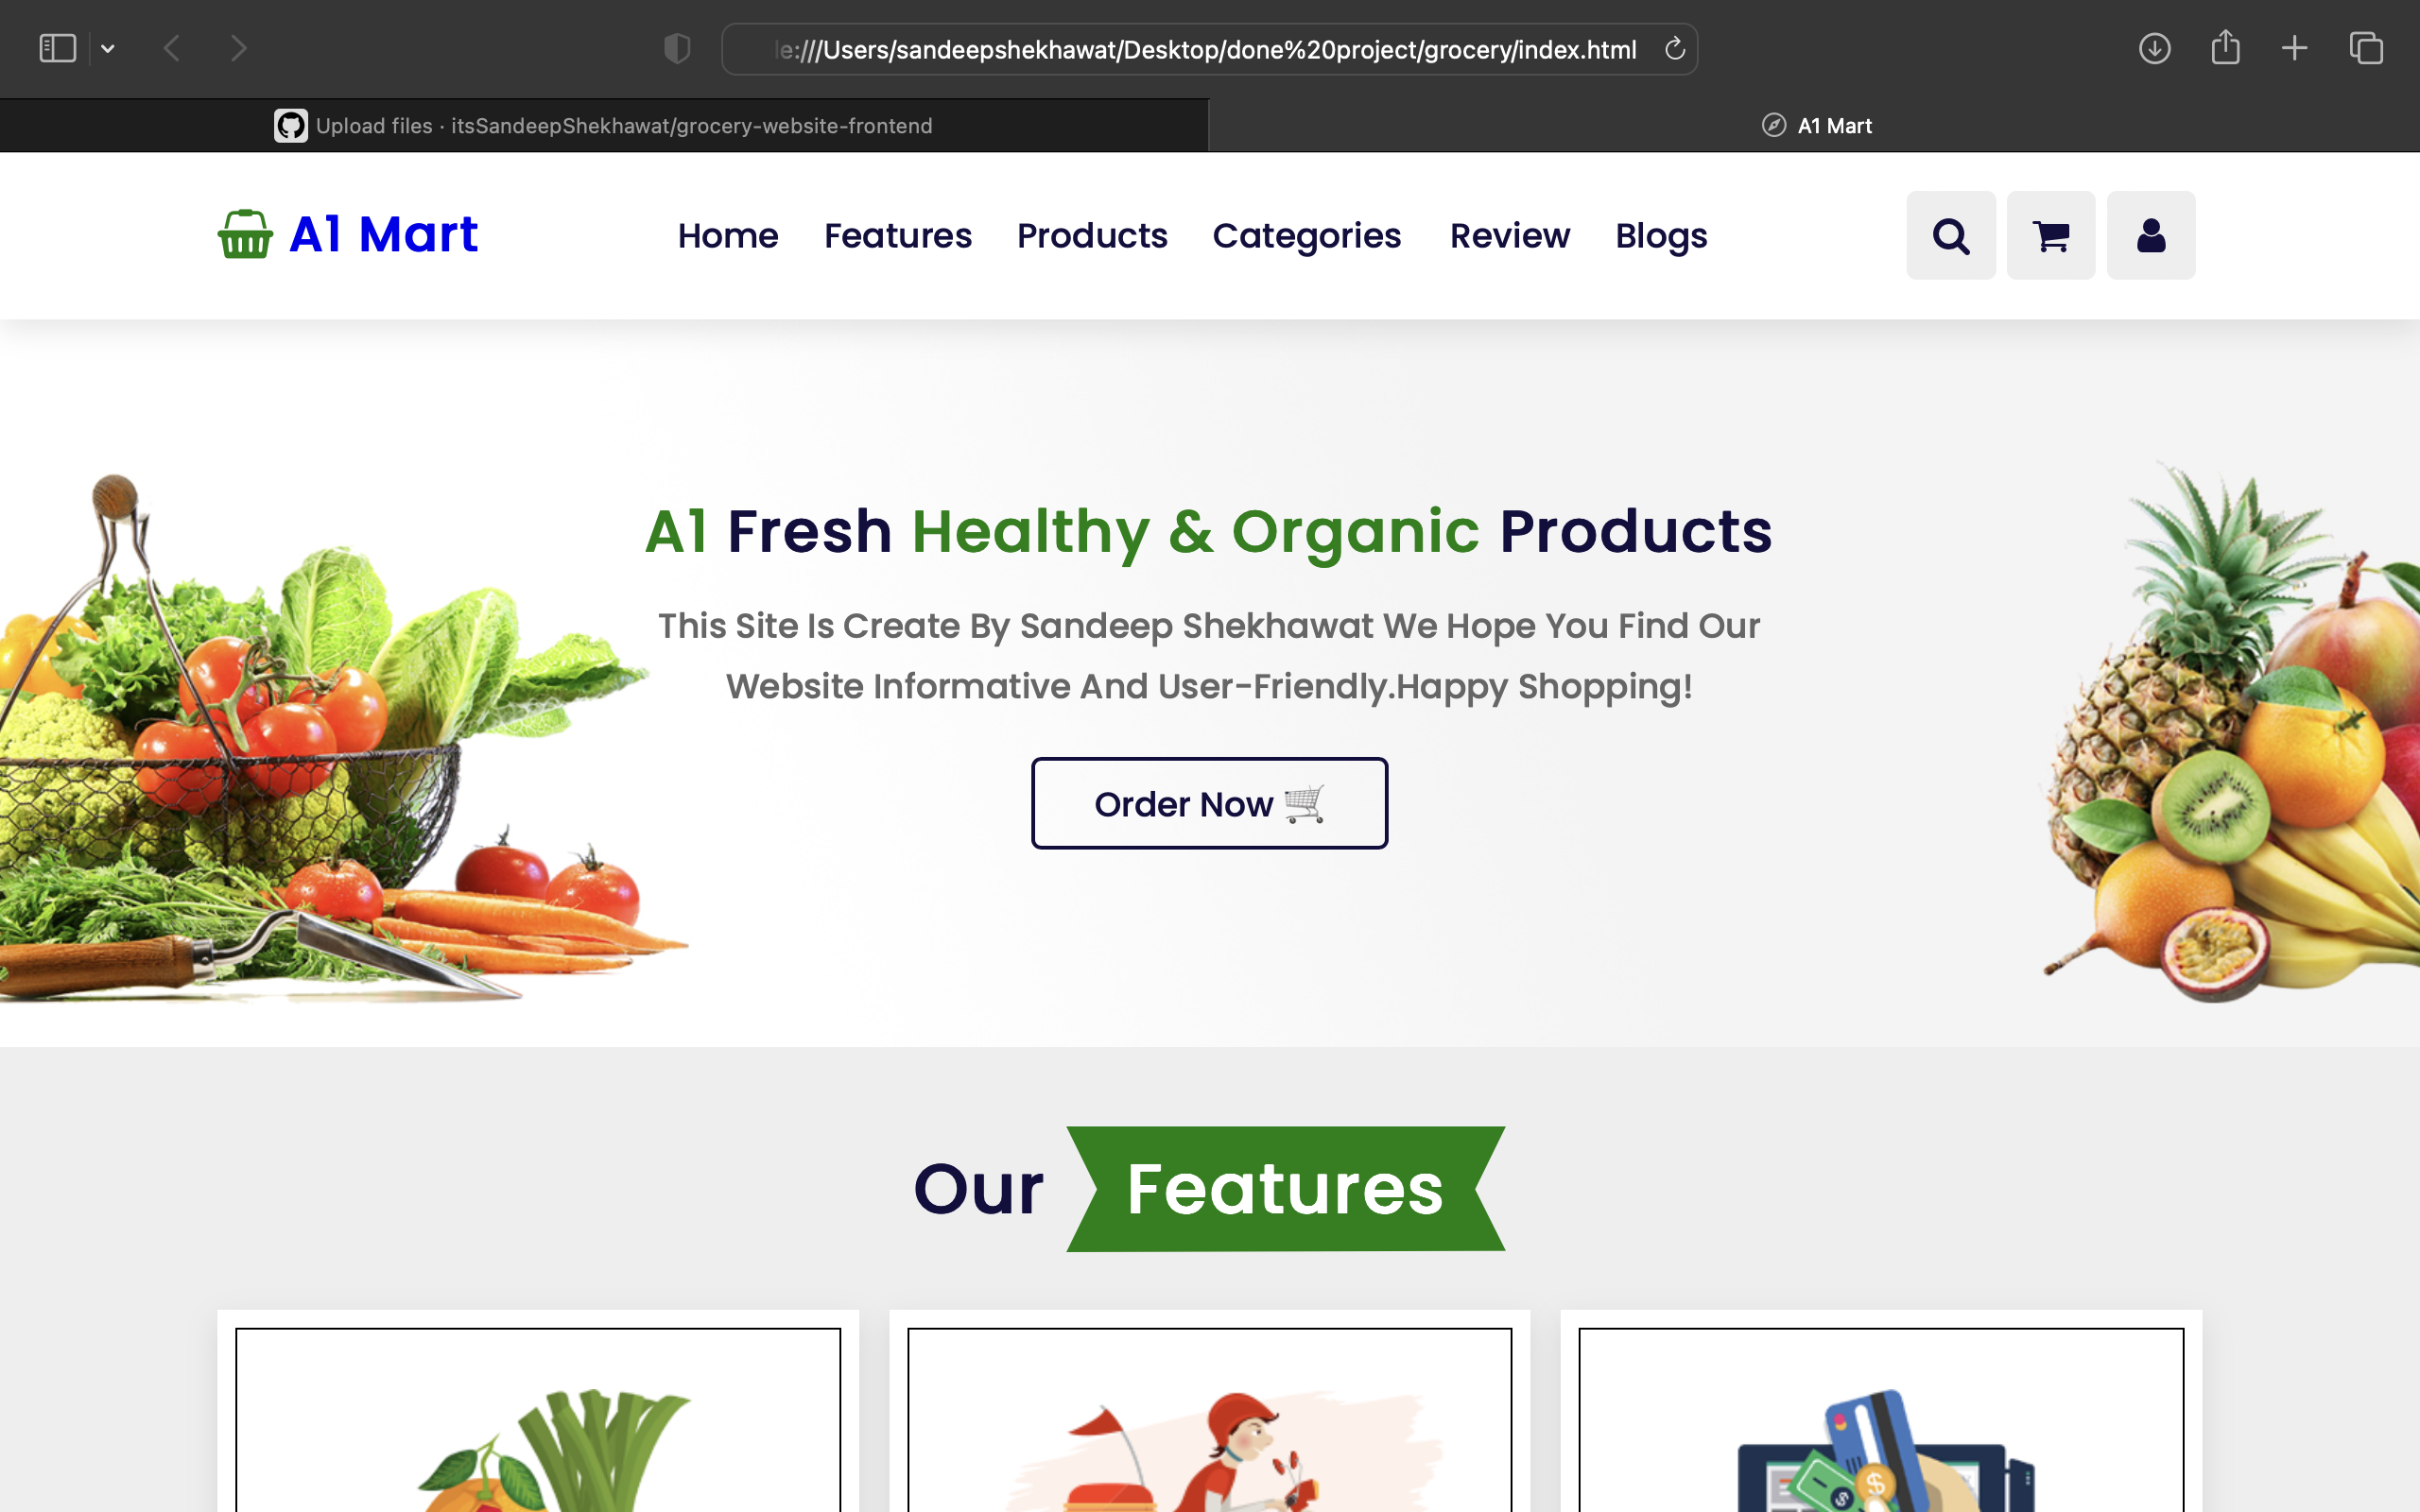 le:///Users/sandeepshekhawat/Desktop/done%20project/grocery/index.html
Upload files · itsSandeepShekhawat/grocery-website-frontend
A1 Mart
A1 Mart
Home Features Products Categories Review Blogs
A1 Fresh Healthy & Organic Products
This Site Is Create By Sandeep Shekhawat We Hope You Find Our
Website Informative And User-Friendly.Happy Shopping!
Order Now 🛒
Our Features